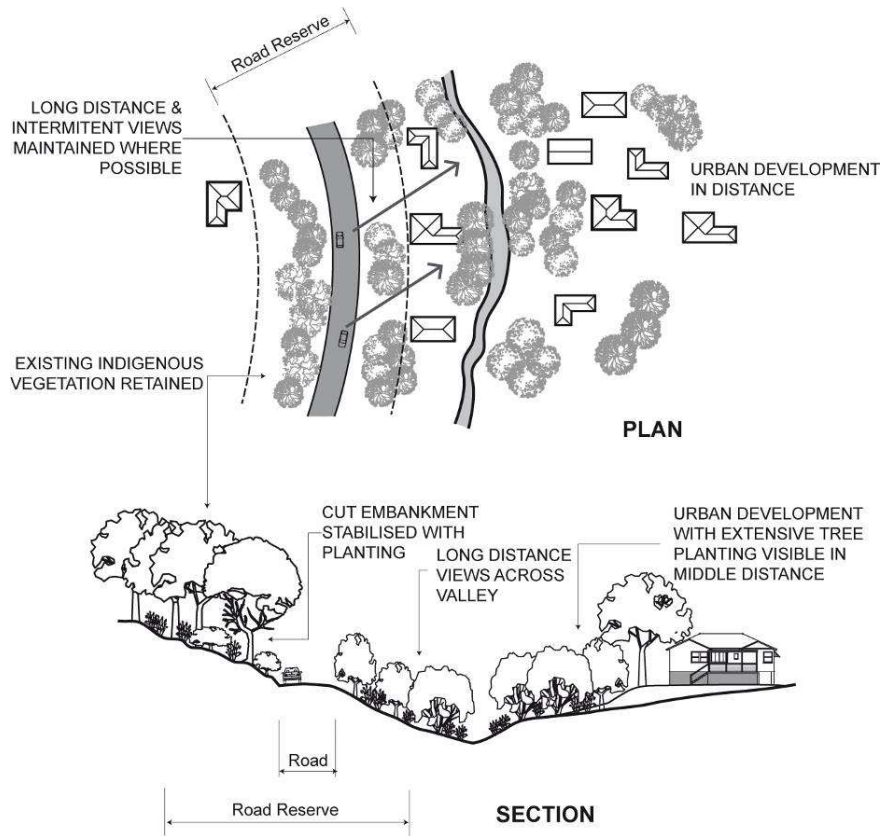 Road Reserve
LONG DISTANCE &
INTERMITENT VIEWS
MAINTAINED WHERE
POSSIBLE
URBAN DEVELOPMENT
IN DISTANCE
EXISTING INDIGENOUS
VEGETATION RETAINED
PLAN
CUT EMBANKMENT
STABILISED WITH
PLANTING
LONG DISTANCE
VIEWS ACROSS
VALLEY
URBAN DEVELOPMENT
WITH EXTENSIVE TREE
PLANTING VISIBLE IN
MIDDLE DISTANCE
Road
Road Reserve
SECTION